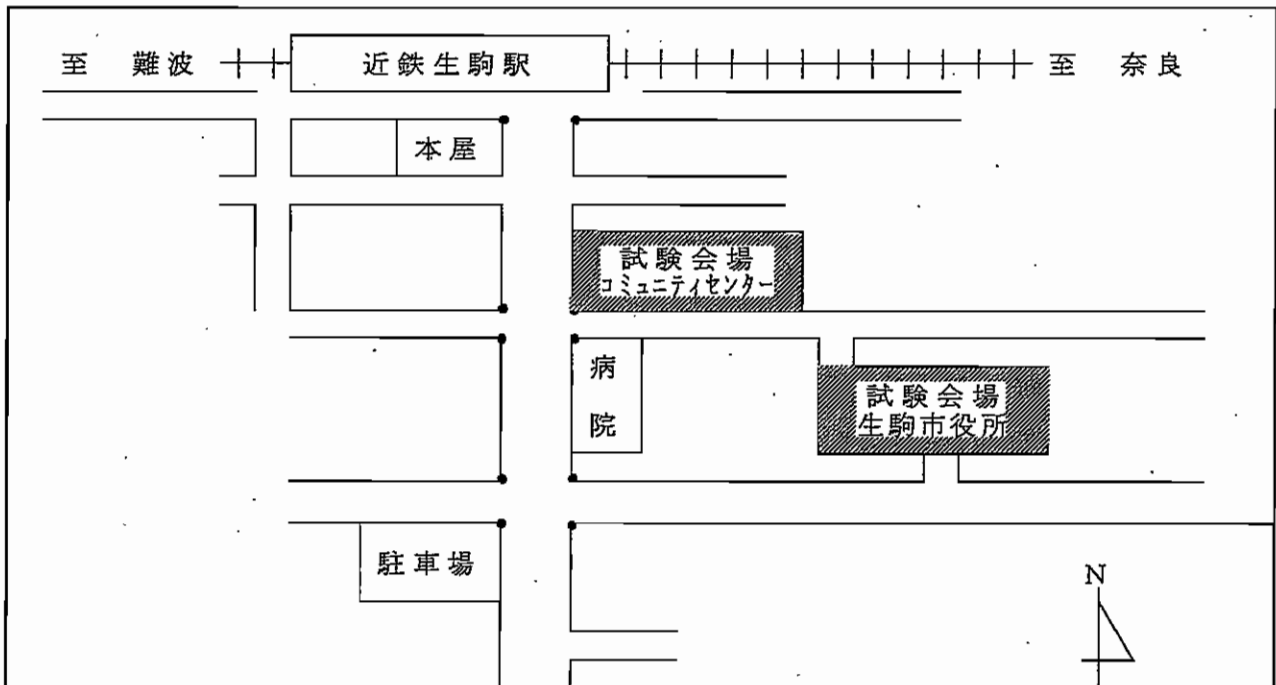 至 難波
近鉄生駒駅
至 奈良
本屋
試験会場
コミュニティセンター
病院
試験会場
生駒市役所
駐車場
N